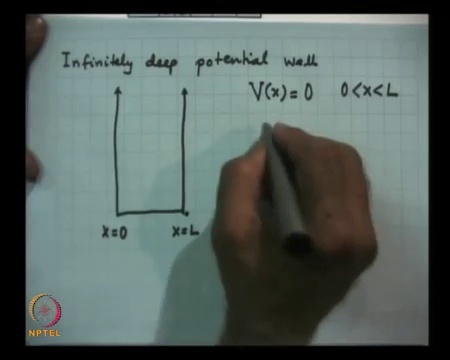 Infinitely deep potential well
V(x) = 0 0 < x < L
x = 0 x = L
NPTEL